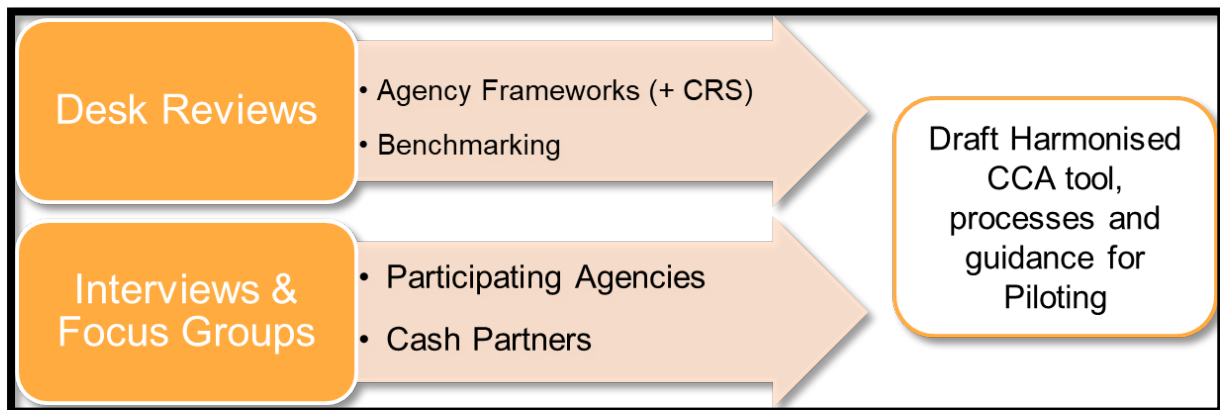 Desk Reviews
• Agency Frameworks (+ CRS)
• Benchmarking
Interviews &
Focus Groups
• Participating Agencies
• Cash Partners
Draft Harmonised
CCA tool,
processes and
guidance for
Piloting